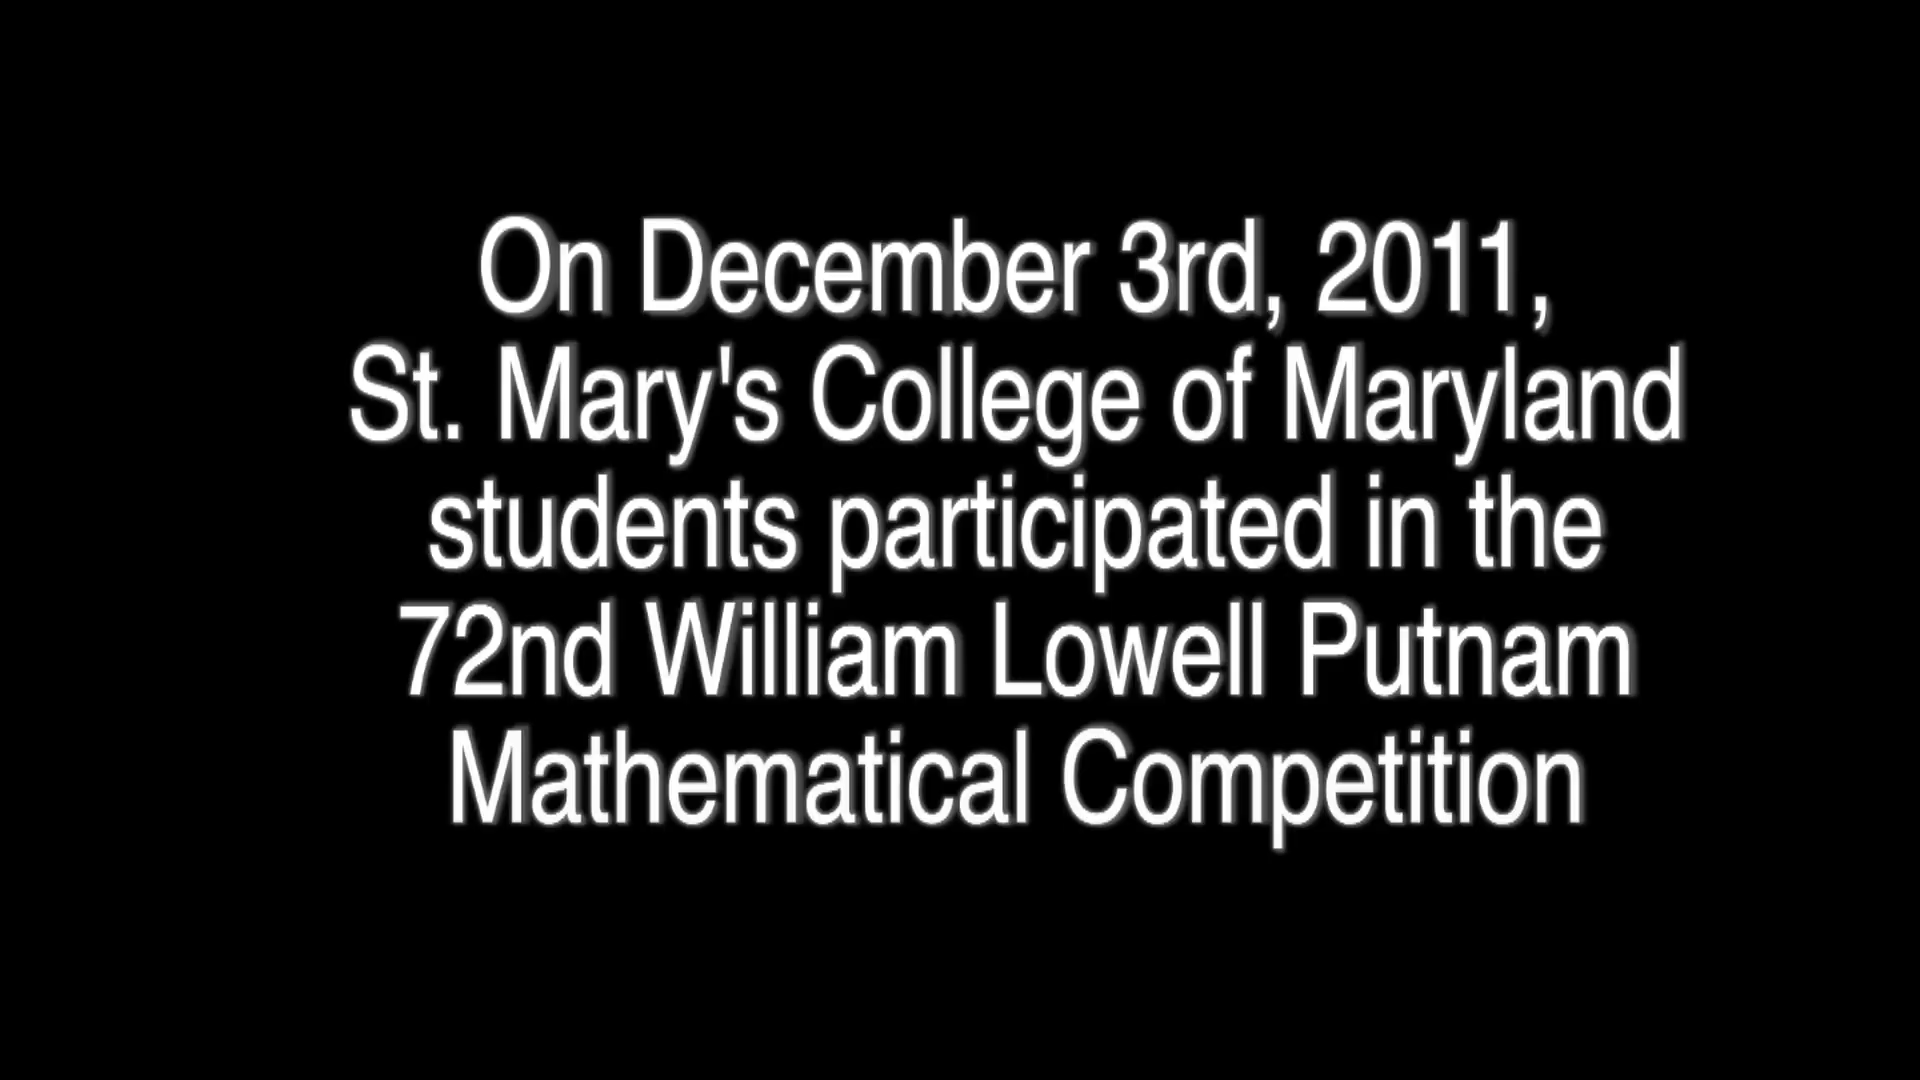 On December 3rd, 2011,
St. Mary's College of Maryland
students participated in the
72nd William Lowell Putnam
Mathematical Competition